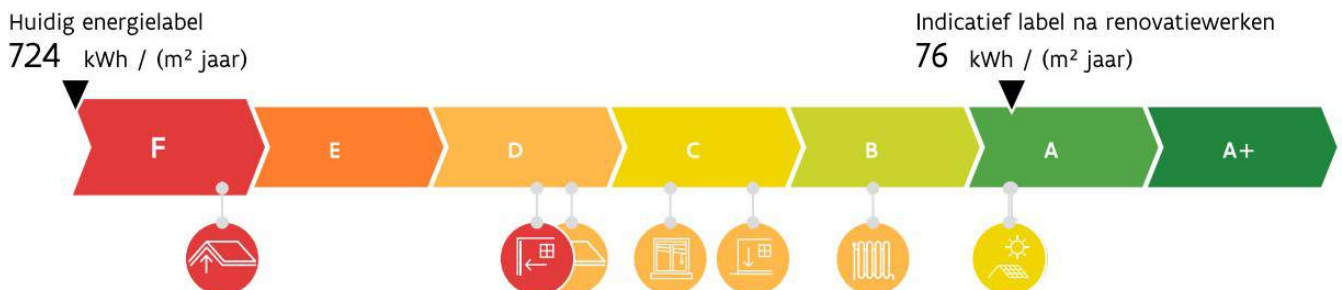 Huidig energielabel
724 kWh / (m² jaar)
Indicatief label na renovatiewerken
76 kWh / (m² jaar)
F
E
D
C
B
A
A+